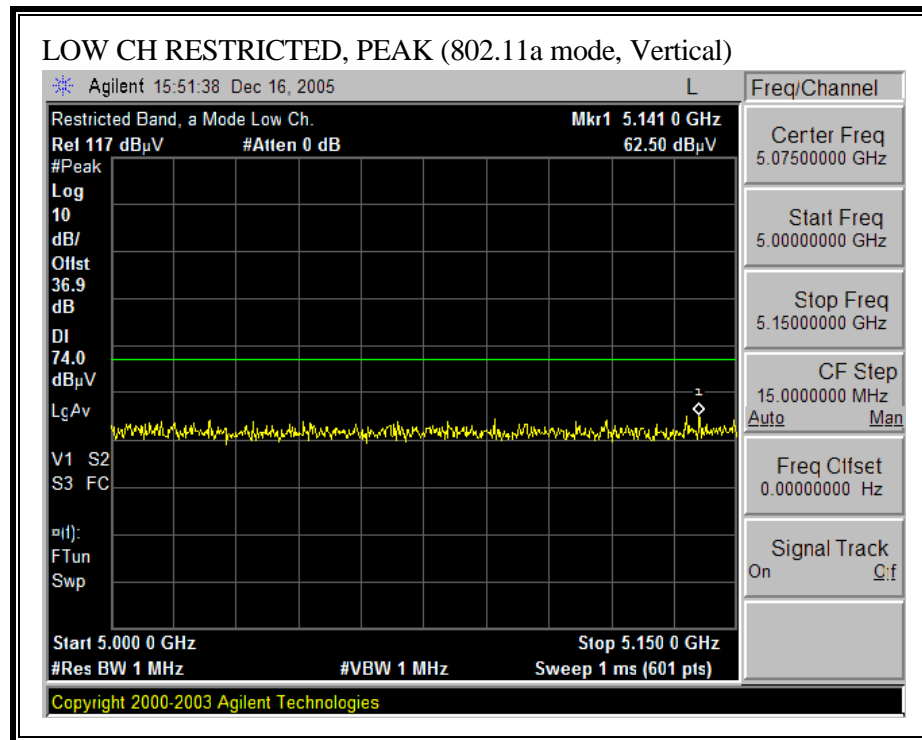 LOW CH RESTRICTED, PEAK (802.11a mode, Vertical)
Agilent 15:51:38 Dec 16, 2005 L Freq/Channel
Restricted Band, a Mode Low Ch. Mkr1 5.141 0 GHz
Ref 117 dBµV #Atten 0 dB 62.50 dBµV
#Peak
Log
10
dB/
Offst
36.9
dB
DI
74.0
dBµV
LgAv
1
V1 S2
S3 FC
¤(f):
FTun
Swp
Start 5.000 0 GHz Stop 5.150 0 GHz
#Res BW 1 MHz #VBW 1 MHz Sweep 1 ms (601 pts)
Copyright 2000-2003 Agilent Technologies
Center Freq
5.07500000 GHz
Start Freq
5.00000000 GHz
Stop Freq
5.15000000 GHz
CF Step
15.0000000 MHz
Auto Man
Freq Offset
0.00000000 Hz
Signal Track
On Off